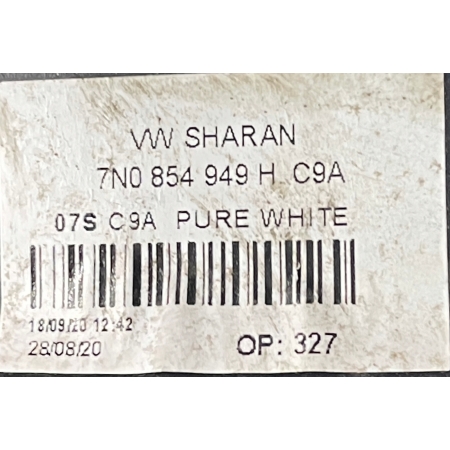 VW SHARAN
7N0 854 949 H C9A
07S C9A PURE WHITE
18/09/20 12:42
28/08/20 OP: 327